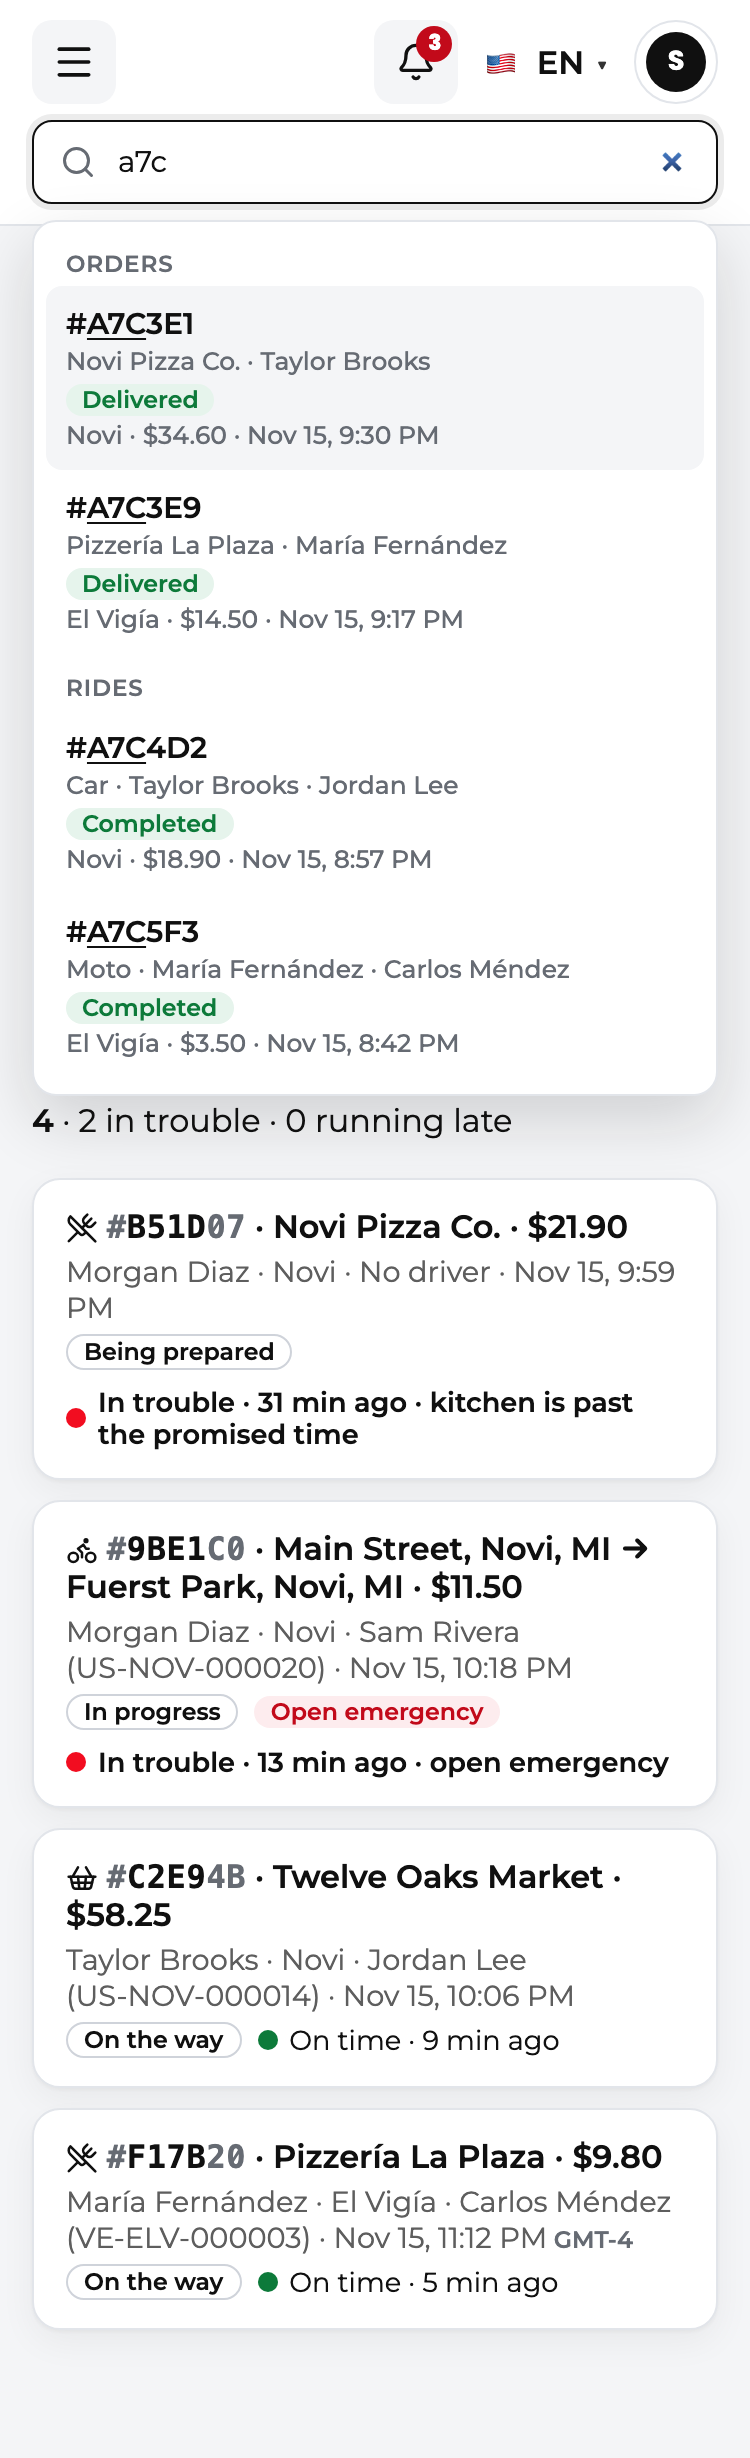 3
EN ▾
S
a7c
×
ORDERS
#A7C3E1
Novi Pizza Co. · Taylor Brooks
Delivered
Novi · $34.60 · Nov 15, 9:30 PM
#A7C3E9
Pizzería La Plaza · María Fernández
Delivered
El Vigía · $14.50 · Nov 15, 9:17 PM
RIDES
#A7C4D2
Car · Taylor Brooks · Jordan Lee
Completed
Novi · $18.90 · Nov 15, 8:57 PM
#A7C5F3
Moto · María Fernández · Carlos Méndez
Completed
El Vigía · $3.50 · Nov 15, 8:42 PM
4 · 2 in trouble · 0 running late
#B51D07 · Novi Pizza Co. · $21.90
Morgan Diaz · Novi · No driver · Nov 15, 9:59
PM
Being prepared
In trouble · 31 min ago · kitchen is past
the promised time
#9BE1C0 · Main Street, Novi, MI →
Fuerst Park, Novi, MI · $11.50
Morgan Diaz · Novi · Sam Rivera
(US-NOV-000020) · Nov 15, 10:18 PM
In progress Open emergency
In trouble · 13 min ago · open emergency
#C2E94B · Twelve Oaks Market ·
$58.25
Taylor Brooks · Novi · Jordan Lee
(US-NOV-000014) · Nov 15, 10:06 PM
On the way On time · 9 min ago
#F17B20 · Pizzería La Plaza · $9.80
María Fernández · El Vigía · Carlos Méndez
(VE-ELV-000003) · Nov 15, 11:12 PM GMT-4
On the way On time · 5 min ago